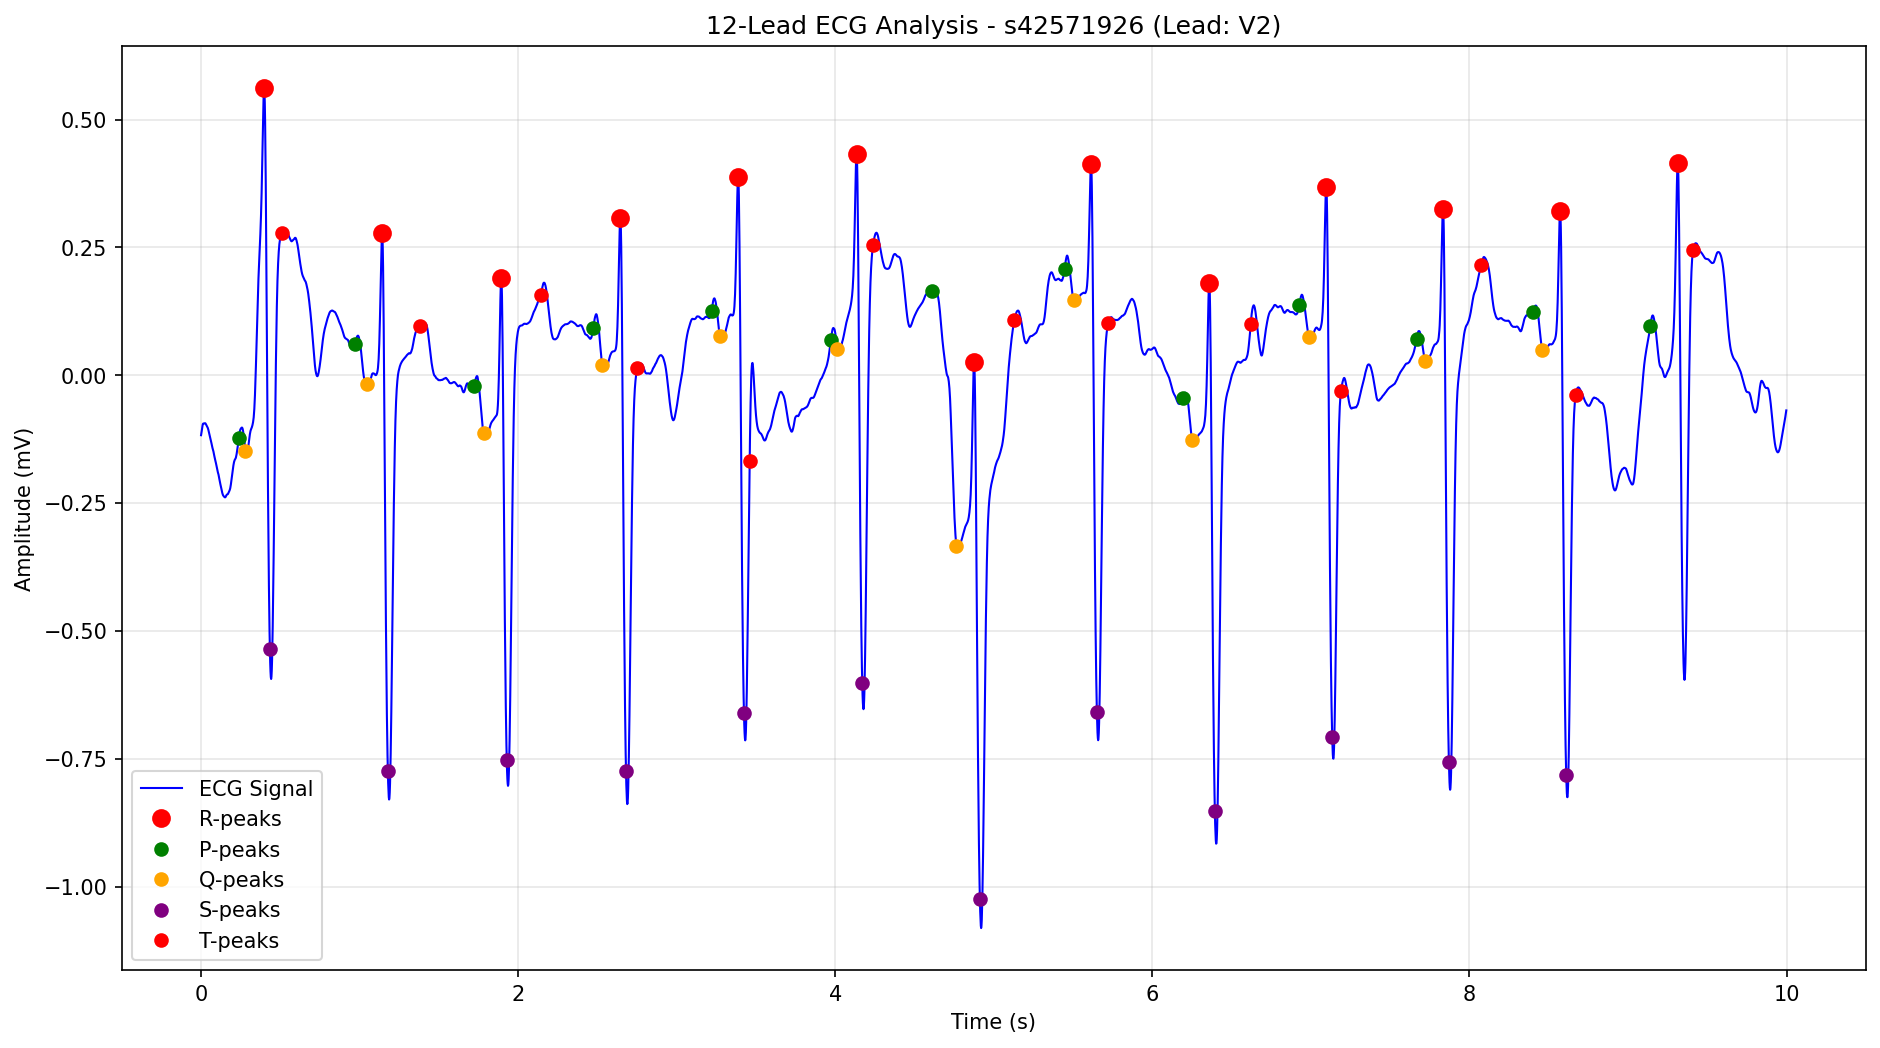 12-Lead ECG Analysis - s42571926 (Lead: V2)
Amplitude (mV)
0.50
0.25
0.00
−0.25
−0.50
−0.75
−1.00
ECG Signal
R-peaks
P-peaks
Q-peaks
S-peaks
T-peaks
0 2 4 6 8 10
Time (s)